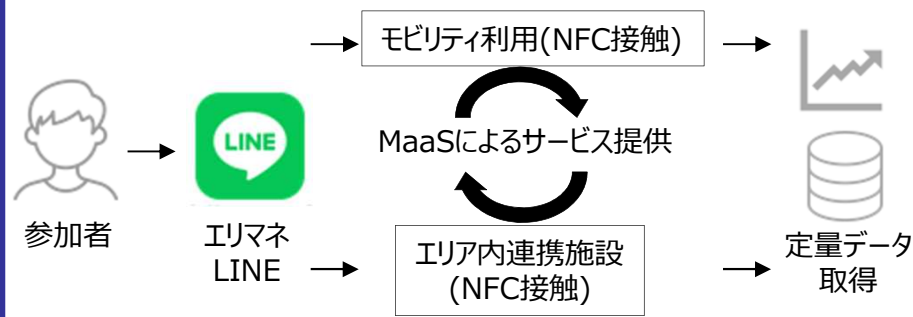 モビリティ利用(NFC接触)
LINE
MaaSによるサービス提供
参加者
エリマネ
LINE
エリア内連携施設
(NFC接触)
定量データ
取得